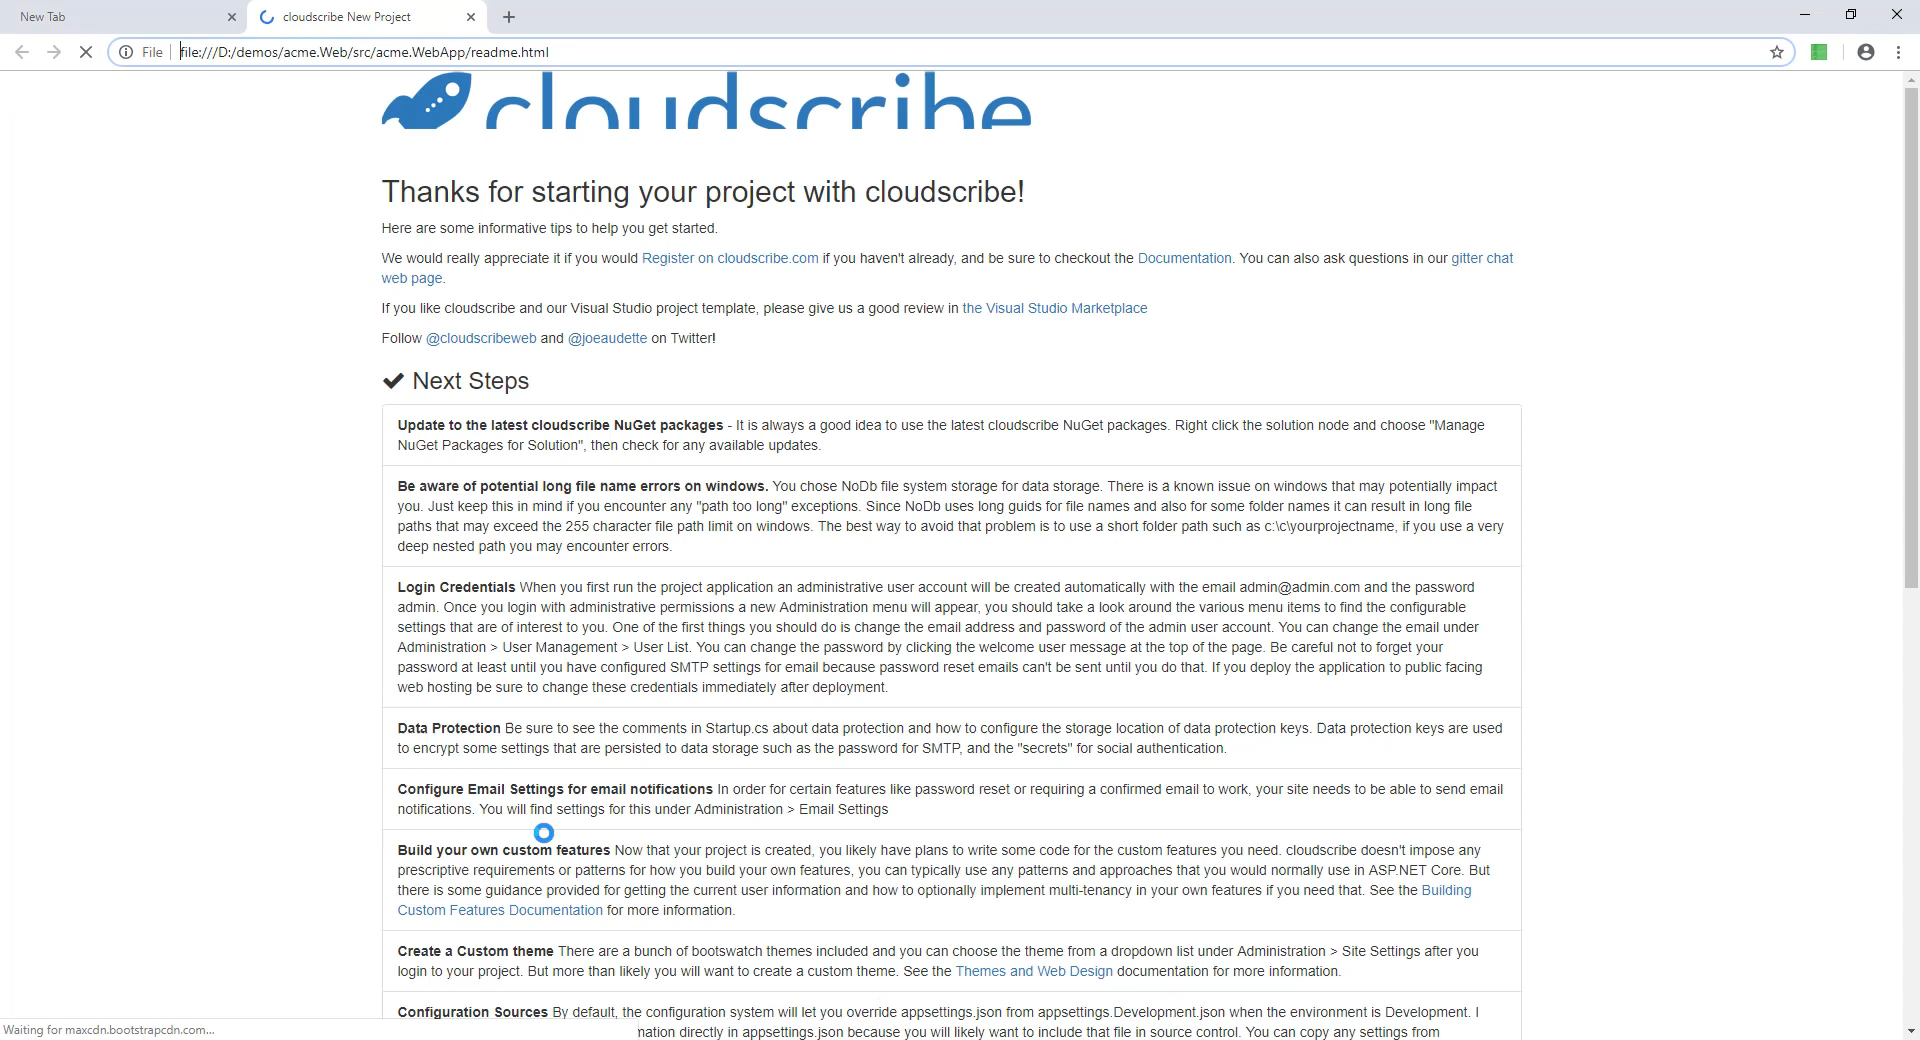 New Tab
cloudscribe New Project
File
file:///D:/demos/acme.Web/src/acme.WebApp/readme.html
cloudscribe
Thanks for starting your project with cloudscribe!
Here are some informative tips to help you get started.
We would really appreciate it if you would Register on cloudscribe.com if you haven't already, and be sure to checkout the Documentation. You can also ask questions in our gitter chat
web page.
If you like cloudscribe and our Visual Studio project template, please give us a good review in the Visual Studio Marketplace
Follow @cloudscribeweb and @joeaudette on Twitter!
Next Steps
Update to the latest cloudscribe NuGet packages - It is always a good idea to use the latest cloudscribe NuGet packages. Right click the solution node and choose "Manage
NuGet Packages for Solution", then check for any available updates.
Be aware of potential long file name errors on windows. You chose NoDb file system storage for data storage. There is a known issue on windows that may potentially impact
you. Just keep this in mind if you encounter any "path too long" exceptions. Since NoDb uses long guids for file names and also for some folder names it can result in long file
paths that may exceed the 255 character file path limit on windows. The best way to avoid that problem is to use a short folder path such as c:\c\yourprojectname, if you use a very
deep nested path you may encounter errors.
Login Credentials When you first run the project application an administrative user account will be created automatically with the email admin@admin.com and the password
admin. Once you login with administrative permissions a new Administration menu will appear, you should take a look around the various menu items to find the configurable
settings that are of interest to you. One of the first things you should do is change the email address and password of the admin user account. You can change the email under
Administration > User Management > User List. You can change the password by clicking the welcome user message at the top of the page. Be careful not to forget your
password at least until you have configured SMTP settings for email because password reset emails can't be sent until you do that. If you deploy the application to public facing
web hosting be sure to change these credentials immediately after deployment.
Data Protection Be sure to see the comments in Startup.cs about data protection and how to configure the storage location of data protection keys. Data protection keys are used
to encrypt some settings that are persisted to data storage such as the password for SMTP, and the "secrets" for social authentication.
Configure Email Settings for email notifications In order for certain features like password reset or requiring a confirmed email to work, your site needs to be able to send email
notifications. You will find settings for this under Administration > Email Settings
Build your own custom features Now that your project is created, you likely have plans to write some code for the custom features you need. cloudscribe doesn't impose any
prescriptive requirements or patterns for how you build your own features, you can typically use any patterns and approaches that you would normally use in ASP.NET Core. But
there is some guidance provided for getting the current user information and how to optionally implement multi-tenancy in your own features if you need that. See the Building
Custom Features Documentation for more information.
Create a Custom theme There are a bunch of bootswatch themes included and you can choose the theme from a dropdown list under Administration > Site Settings after you
login to your project. But more than likely you will want to create a custom theme. See the Themes and Web Design documentation for more information.
Configuration Sources By default, the configuration system will let you override appsettings.json from appsettings.Development.json when the environment is Development. I
Waiting for maxcdn.bootstrapcdn.com...
mation directly in appsettings.json because you will likely want to include that file in source control. You can copy any settings from